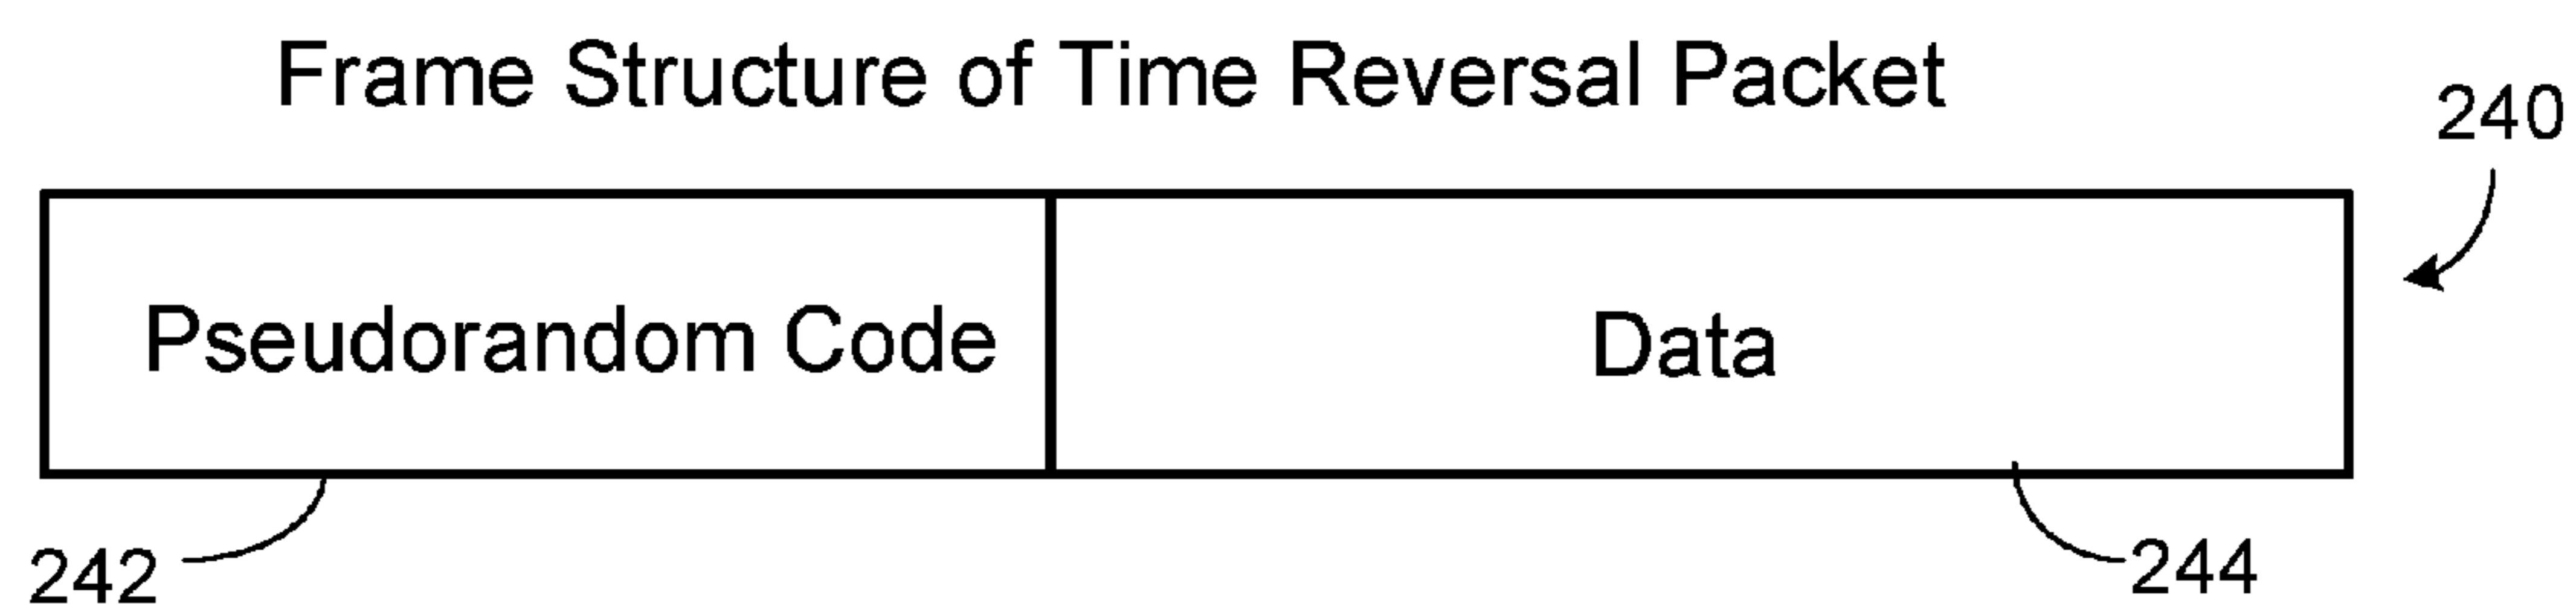 Frame Structure of Time Reversal Packet
240
Pseudorandom Code
Data
242
244